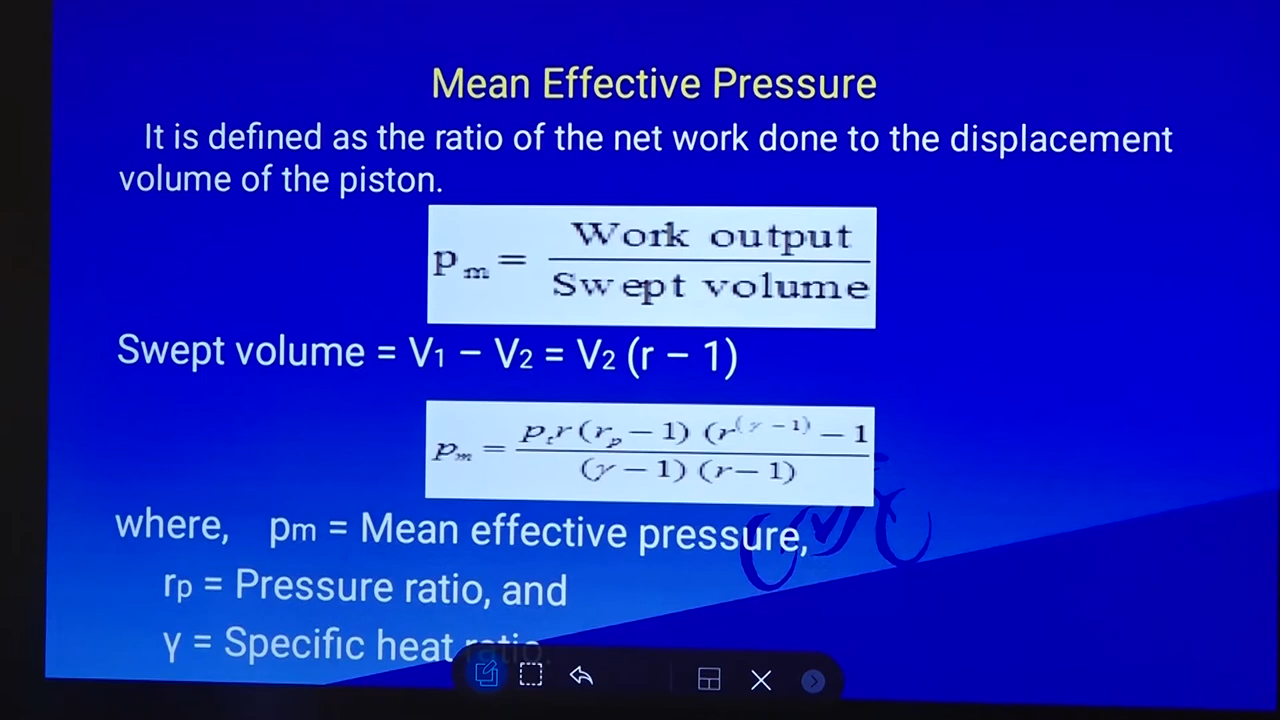 Mean Effective Pressure
It is defined as the ratio of the net work done to the displacement
volume of the piston.
pₘ = Work output / Swept volume
Swept volume = V₁ – V₂ = V₂ (r – 1)
pₘ = p₁r(rₚ – 1) (r^(γ – 1) – 1 / (γ – 1) (r – 1)
where, pm = Mean effective pressure,
rp = Pressure ratio, and
γ = Specific heat ratio.